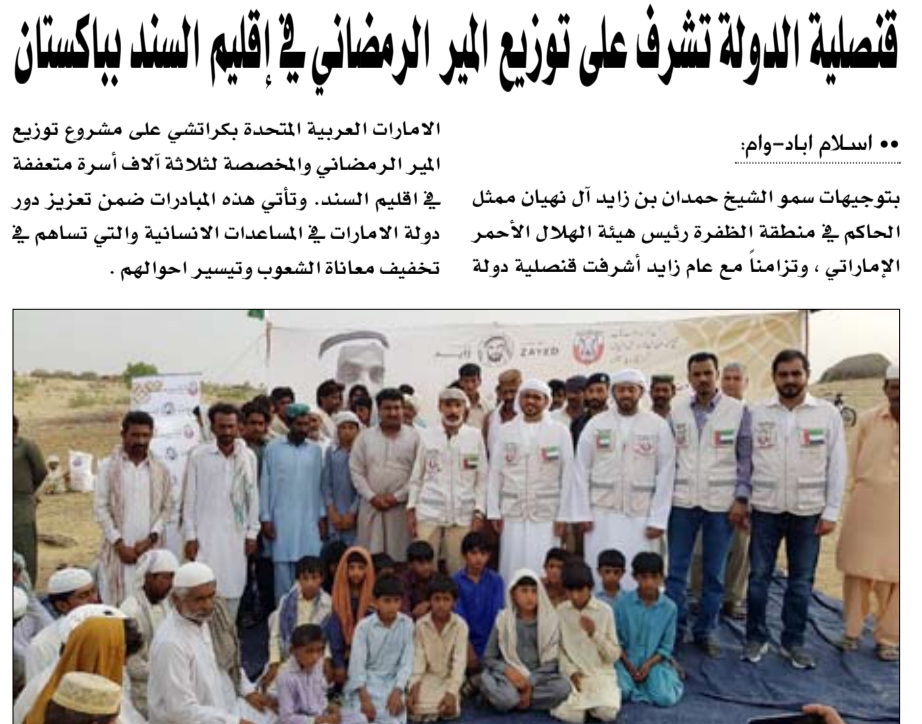 قنصلية الدولة تشرف على توزيع المير الرمضاني في إقليم السند بباكستان
•• اسلام اباد-وام:
بتوجيهات سمو الشيخ حمدان بن زايد آل نهيان ممثل
الحاكم في منطقة الظفرة رئيس هيئة الهلال الأحمر
الإماراتي ، وتزامناً مع عام زايد أشرفت قنصلية دولة
الامارات العربية المتحدة بكراتشي على مشروع توزيع
المير الرمضاني والمخصصة لثلاثة آلاف أسرة متعففة
في اقليم السند. وتأتي هذه المبادرات ضمن تعزيز دور
دولة الامارات في المساعدات الانسانية والتي تساهم في
تخفيف معاناة الشعوب وتيسير احوالهم .
زايد ZAYED